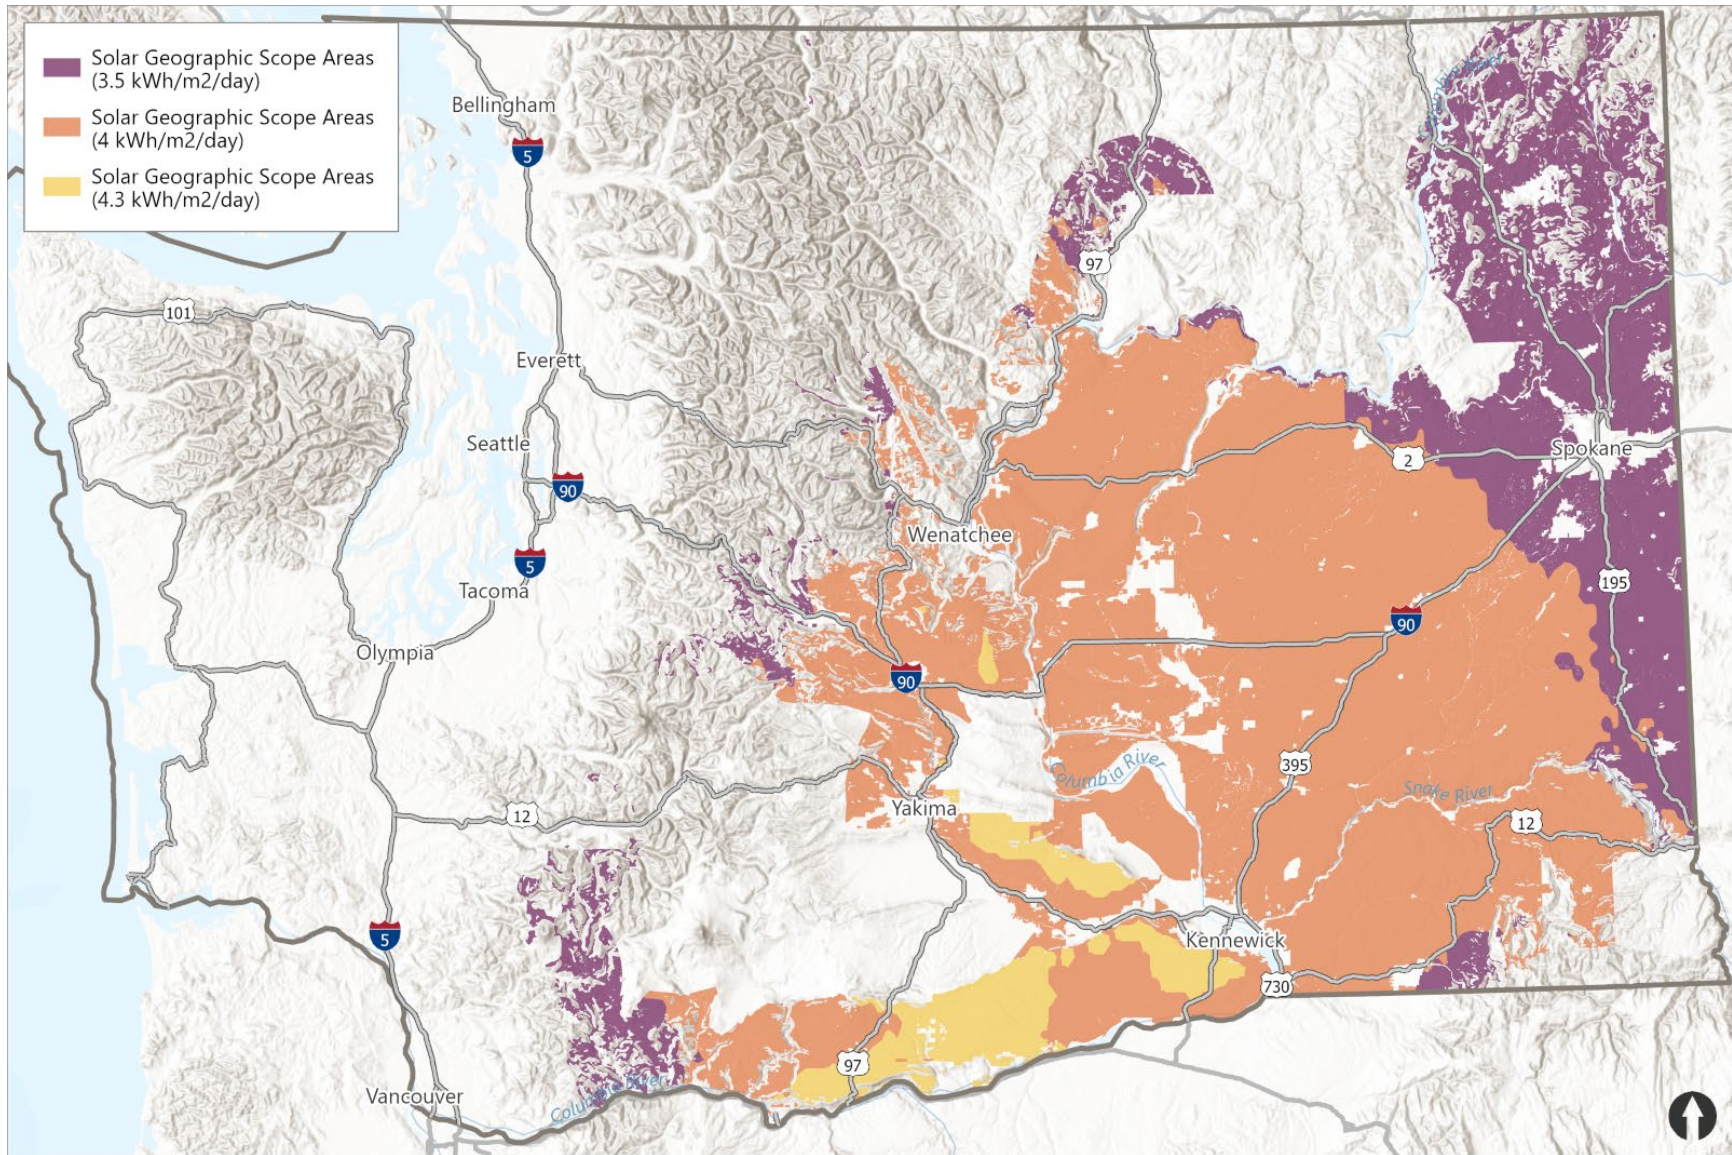 Solar Geographic Scope Areas
(3.5 kWh/m2/day)
Solar Geographic Scope Areas
(4 kWh/m2/day)
Solar Geographic Scope Areas
(4.3 kWh/m2/day)
Bellingham
5
Columbia River
97
101
Everett
Seattle
90
2
Spokane
Wenatchee
5
Tacoma
195
90
Olympia
90
Columbia River
395
Snake River
Yakima
12
12
5
Kennewick
730
97
Vancouver
Columbia River